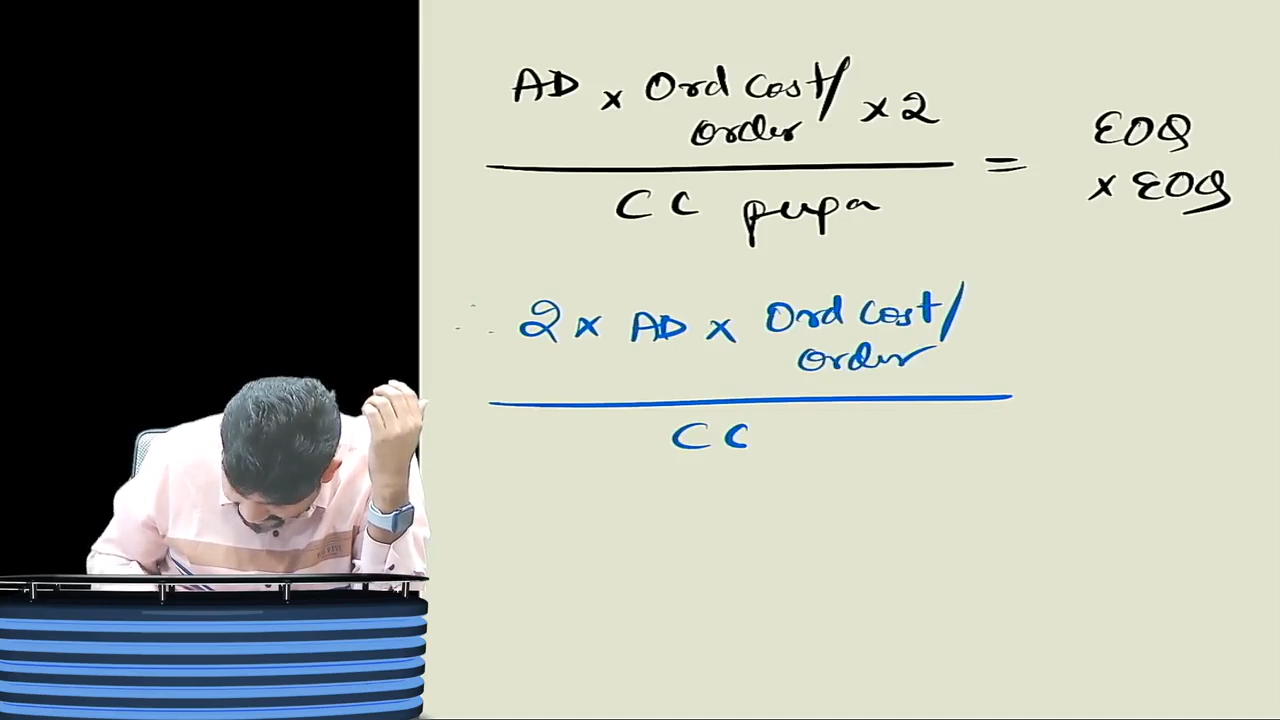 AD × Ord Cost/ order × 2 = EOQ × EOQ
CC pupa
∴ 2 × AD × Ord Cost/ order
CC